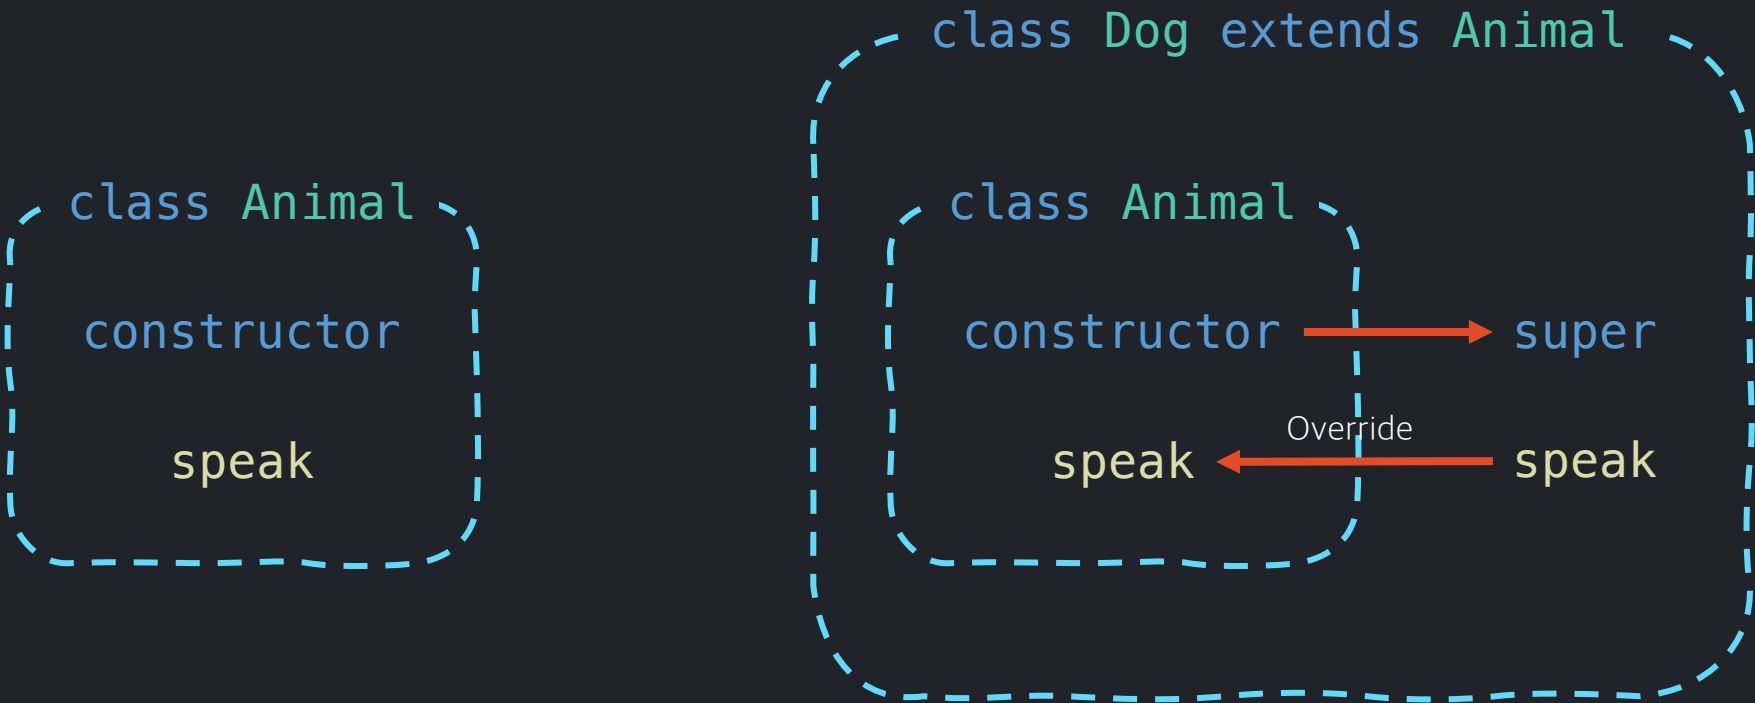 class Animal
constructor
speak
class Dog extends Animal
class Animal
constructor
super
Override
speak
speak